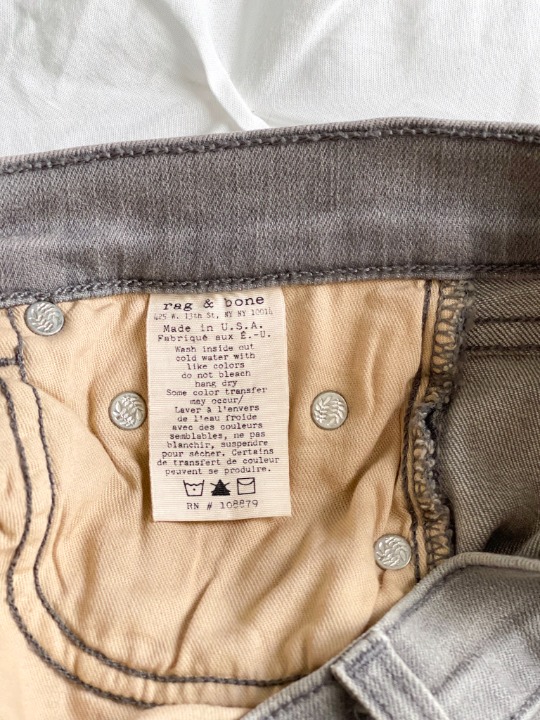 rag & bone
425 W. 13th St, NY NY 10014
Made in U.S.A.
Fabriqué aux É.-U.
Wash inside out
cold water with
like colors
do not bleach
hang dry
Some color transfer
may occur/
Laver à l'envers
de l'eau froide
avec des couleurs
semblables, ne pas
blanchir, suspendre
pour sécher. Certains
de transfert de couleur
peuvent se produire.
RN # 108879